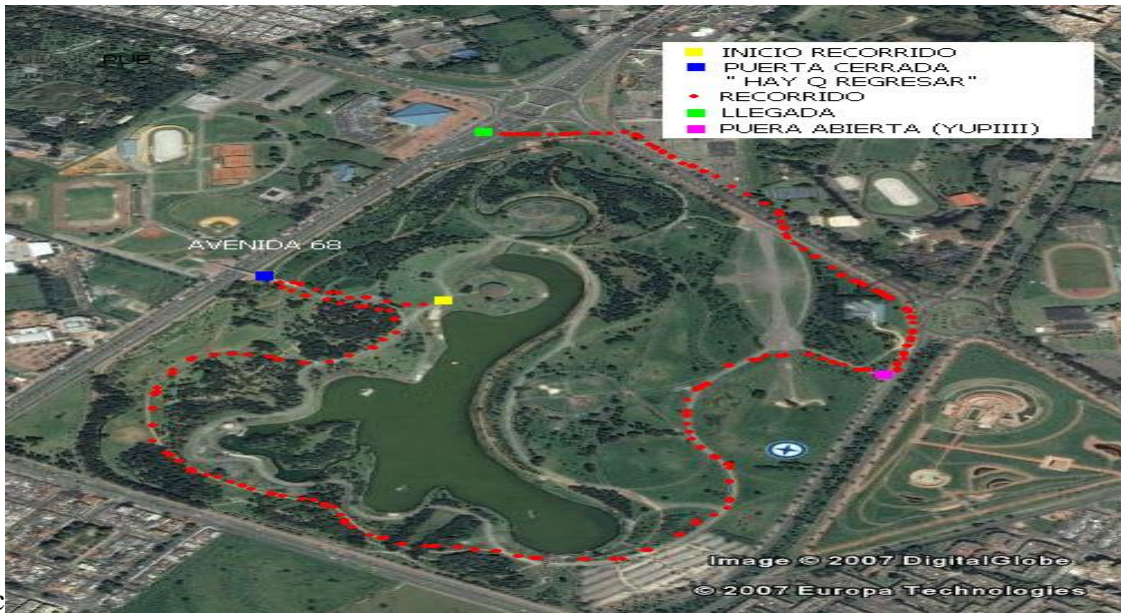 PUE
INICIO RECORRIDO
PUERTA CERRADA
" HAY Q REGRESAR"
RECORRIDO
LLEGADA
PUERA ABIERTA (YUPIIII)
AVENIDA 68
Image © 2007 DigitalGlobe
© 2007 Europa Technologies